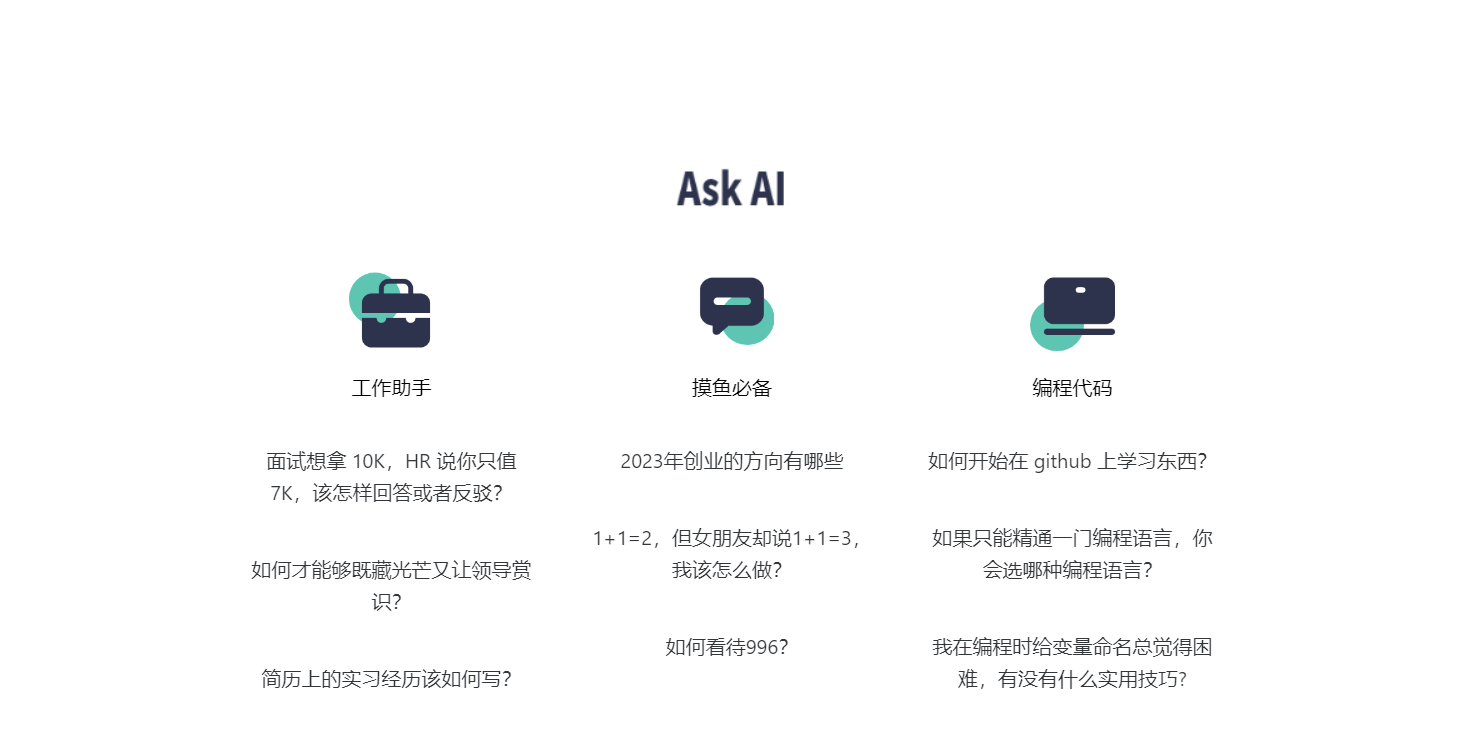 Ask AI
工作助手
面试想拿 10K，HR 说你只值
7K，该怎样回答或者反驳？
如何才能够既藏光芒又让领导赏
识？
简历上的实习经历该如何写？
摸鱼必备
2023年创业的方向有哪些
1+1=2，但女朋友却说1+1=3，
我该怎么做？
如何看待996？
编程代码
如何开始在 github 上学习东西？
如果只能精通一门编程语言，你
会选哪种编程语言？
我在编程时给变量命名总觉得困
难，有没有什么实用技巧?